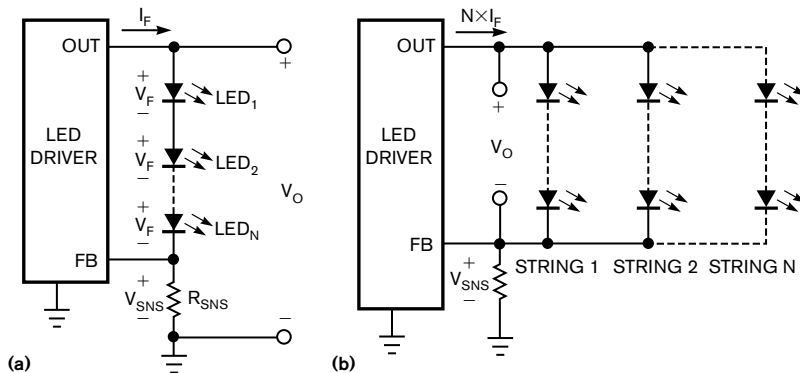 I_F
OUT
+
+
V_F
−
LED_1
LED
DRIVER
+
V_F
−
LED_2
V_O
+
V_F
−
LED_N
FB
+
V_SNS
−
R_SNS
−
(a)
N×I_F
OUT
+
V_O
−
LED
DRIVER
FB
+
V_SNS
−
STRING 1
STRING 2
STRING N
(b)